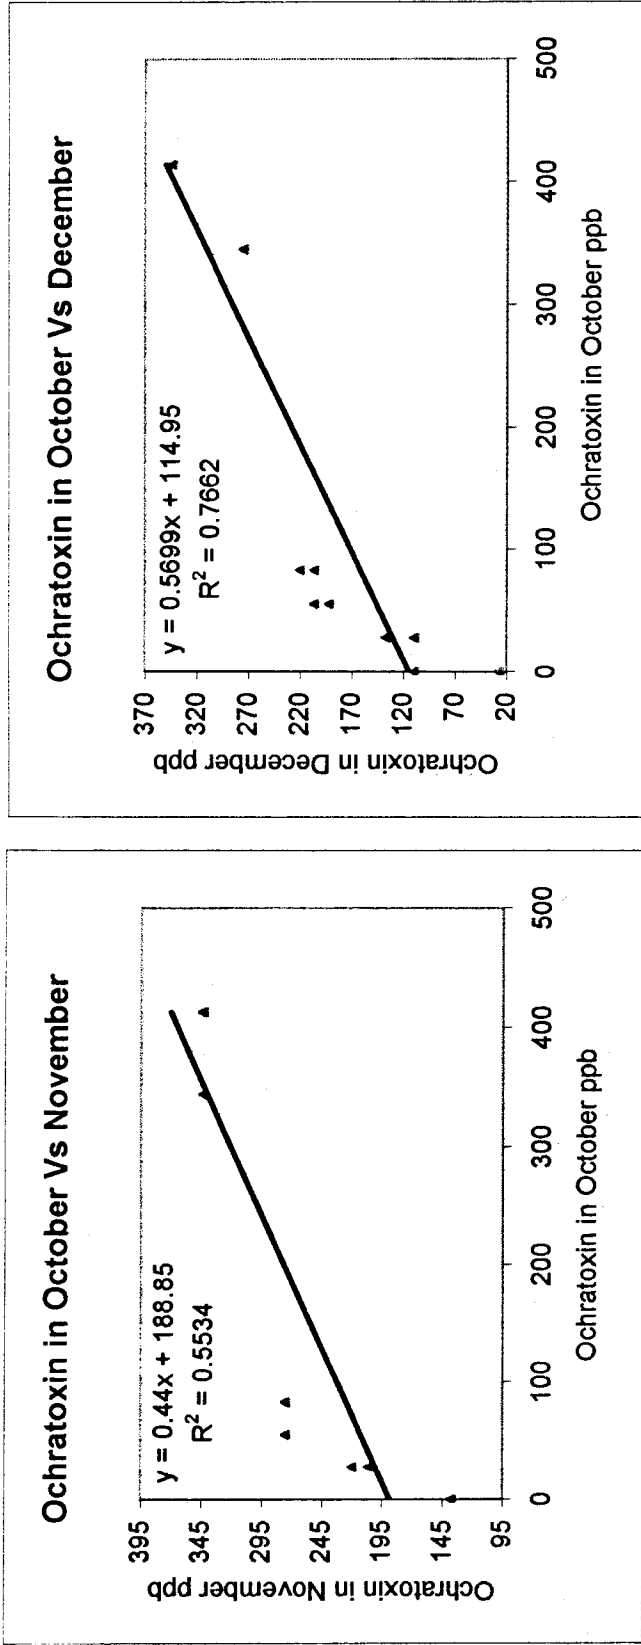 Ochratoxin in October Vs November
y = 0.44x + 188.85
R² = 0.5534
Ochratoxin in November ppb
395
345
295
245
195
145
95
0
100
200
300
400
500
Ochratoxin in October ppb
Ochratoxin in October Vs December
y = 0.5699x + 114.95
R² = 0.7662
Ochratoxin in December ppb
370
320
270
220
170
120
70
20
0
100
200
300
400
500
Ochratoxin in October ppb